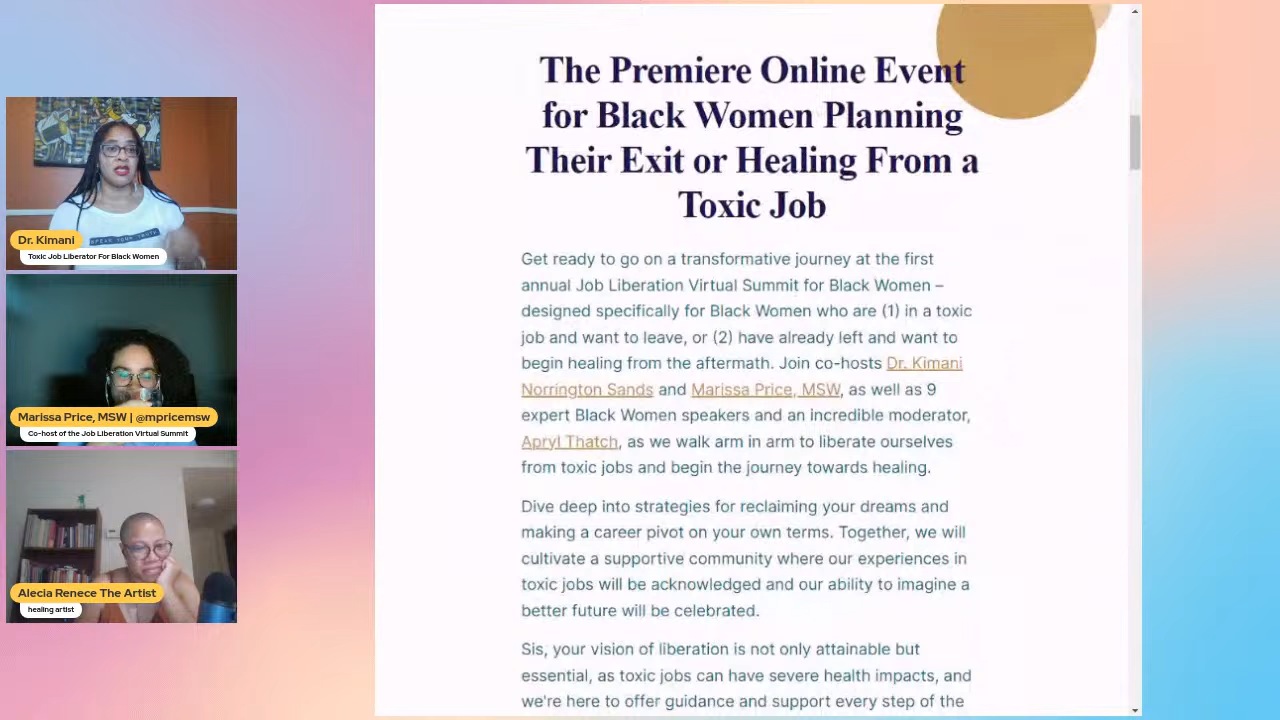 SPEAK YOUR TRUTH
Dr. Kimani
Toxic Job Liberator For Black Women
Marissa Price, MSW | @mpricemsw
Co-host of the Job Liberation Virtual Summit
Alecia Renece The Artist
healing artist
The Premiere Online Event
for Black Women Planning
Their Exit or Healing From a
Toxic Job
Get ready to go on a transformative journey at the first
annual Job Liberation Virtual Summit for Black Women –
designed specifically for Black Women who are (1) in a toxic
job and want to leave, or (2) have already left and want to
begin healing from the aftermath. Join co-hosts Dr. Kimani
Norrington Sands and Marissa Price, MSW, as well as 9
expert Black Women speakers and an incredible moderator,
Apryl Thatch, as we walk arm in arm to liberate ourselves
from toxic jobs and begin the journey towards healing.
Dive deep into strategies for reclaiming your dreams and
making a career pivot on your own terms. Together, we will
cultivate a supportive community where our experiences in
toxic jobs will be acknowledged and our ability to imagine a
better future will be celebrated.
Sis, your vision of liberation is not only attainable but
essential, as toxic jobs can have severe health impacts, and
we're here to offer guidance and support every step of the